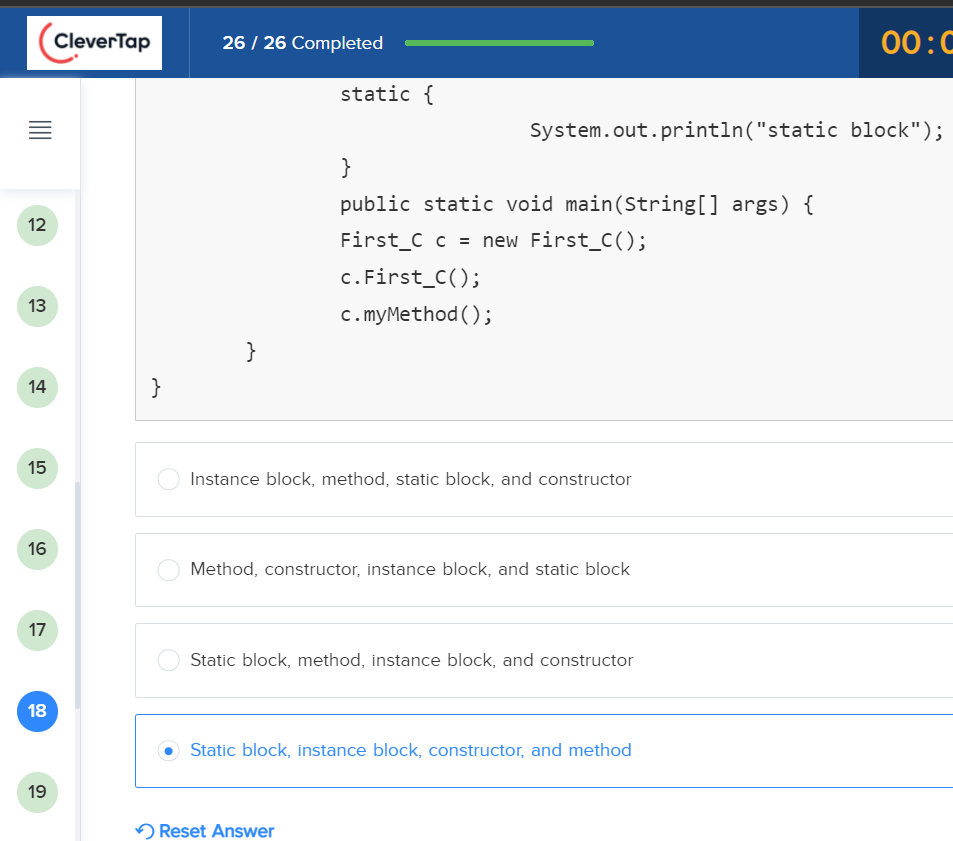 CleverTap
26 / 26 Completed
00:0
static {
System.out.println("static block");
}
public static void main(String[] args) {
First_C c = new First_C();
c.First_C();
c.myMethod();
}
}
12
13
14
15
16
17
18
19
Instance block, method, static block, and constructor
Method, constructor, instance block, and static block
Static block, method, instance block, and constructor
Static block, instance block, constructor, and method
Reset Answer